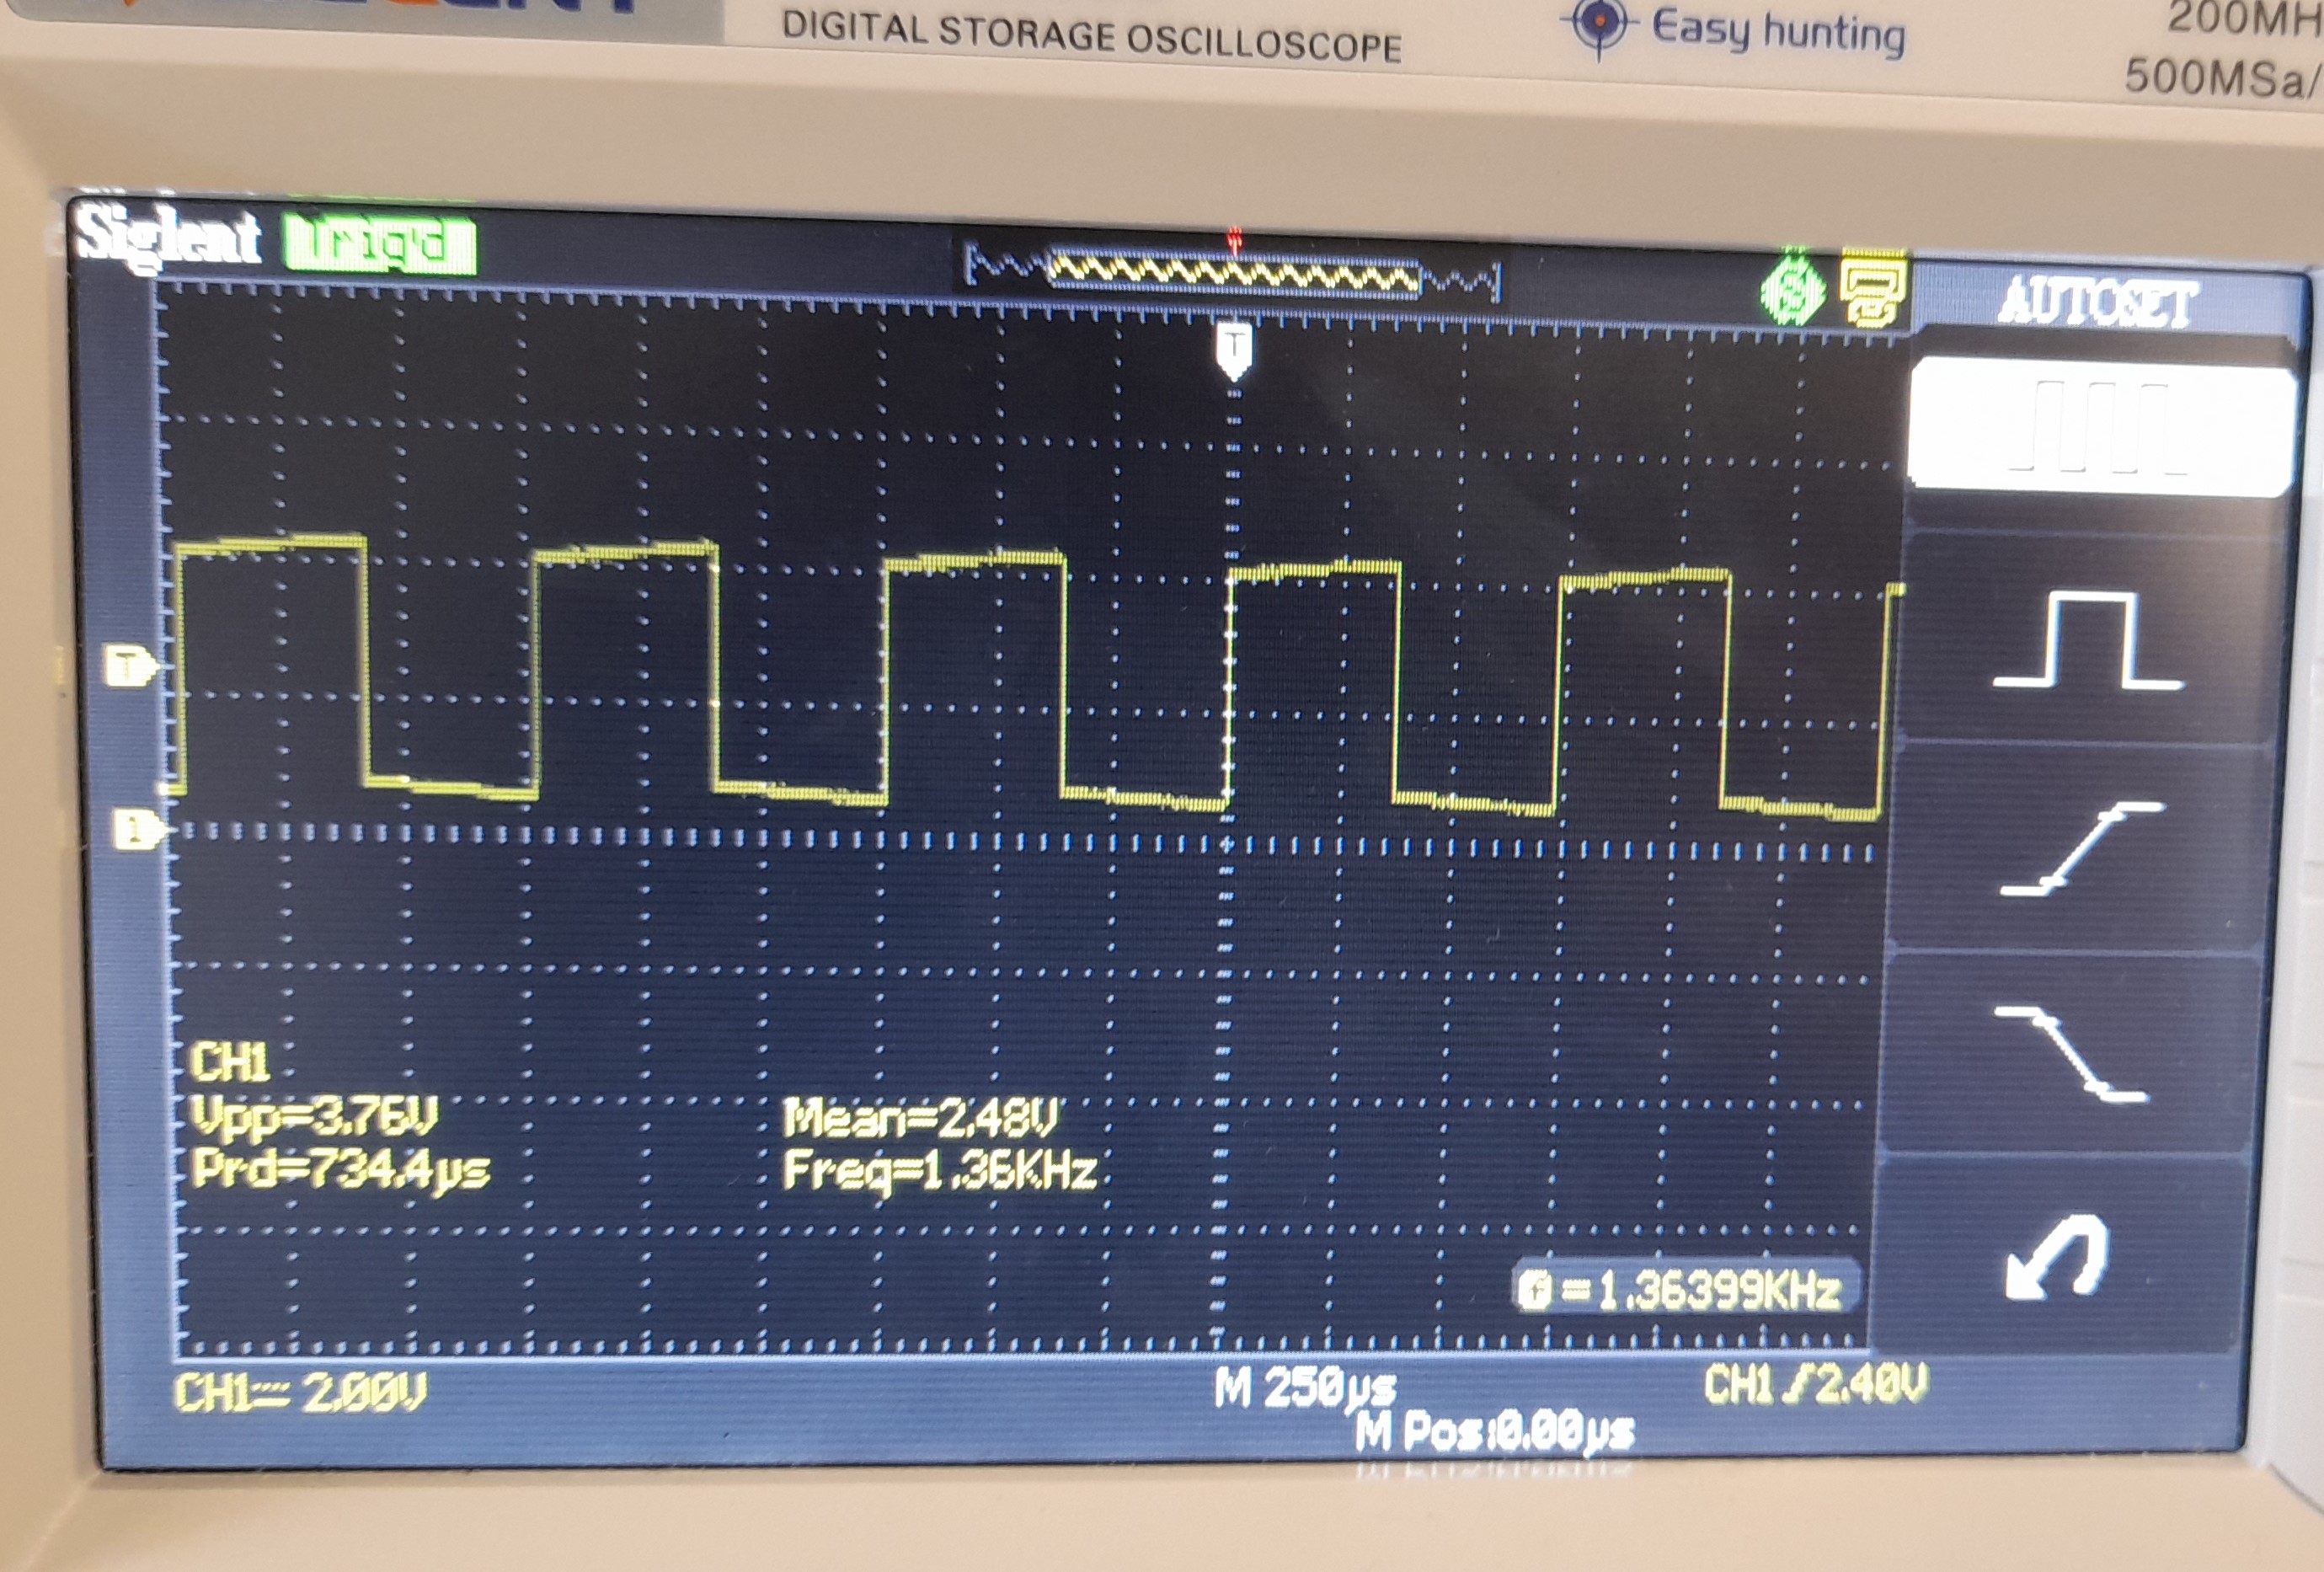 DIGITAL STORAGE OSCILLOSCOPE
Easy hunting
200MH
500MSa/
Siglent Trig'd
AUTOSET
T
T
1
CH1
Vpp=3.76V Mean=2.48V
Prd=734.4µs Freq=1.36KHz
=1.36399KHz
CH1 2.00V M 250µs CH1 2.40V
M Pos:0.00µs